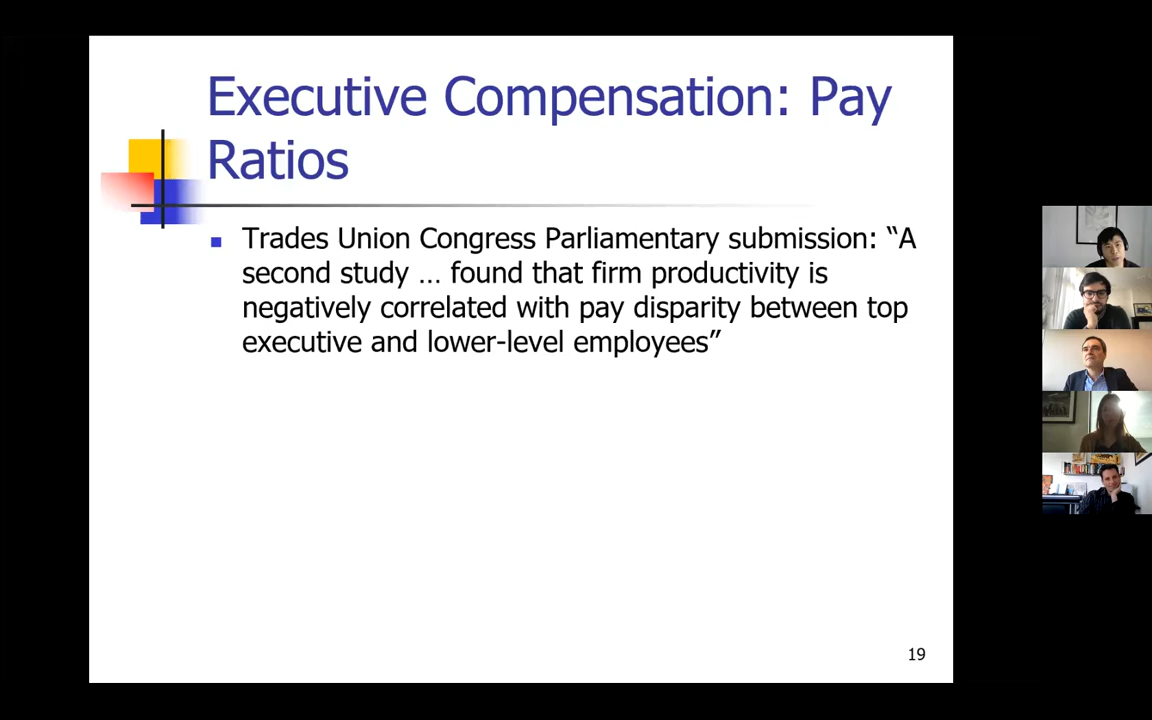 Executive Compensation: Pay
Ratios
Trades Union Congress Parliamentary submission: “A
second study … found that firm productivity is
negatively correlated with pay disparity between top
executive and lower-level employees”
19